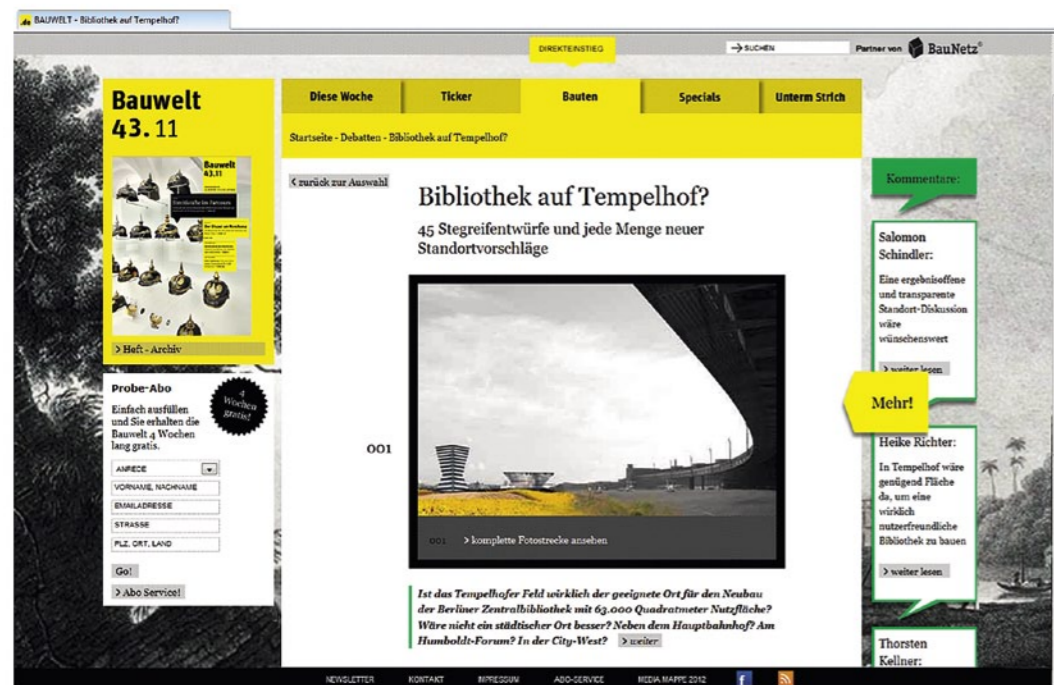 BAUWELT - Bibliothek auf Tempelhof?
DIREKTEINSTIEG
SUCHEN
Partner von BauNetz®
Bauwelt
43.11
Bauwelt
43.11
> Heft - Archiv
Probe-Abo
Einfach ausfüllen
und Sie erhalten die
Bauwelt 4 Wochen
lang gratis.
4
Wochen
gratis!
ANREDE
VORNAME, NACHNAME
EMAILADRESSE
STRASSE
PLZ, ORT, LAND
Go!
> Abo Service!
Diese Woche
Ticker
Bauten
Specials
Unterm Strich
Startseite - Debatten - Bibliothek auf Tempelhof?
< zurück zur Auswahl
Bibliothek auf Tempelhof?
45 Stegreifentwürfe und jede Menge neuer
Standortvorschläge
001
001 > komplette Fotostrecke ansehen
Ist das Tempelhofer Feld wirklich der geeignete Ort für den Neubau
der Berliner Zentralbibliothek mit 63.000 Quadratmeter Nutzfläche?
Wäre nicht ein städtischer Ort besser? Neben dem Hauptbahnhof? Am
Humboldt-Forum? In der City-West? > weiter
Kommentare:
Salomon
Schindler:
Eine ergebnisoffene
und transparente
Standort-Diskussion
wäre
wünschenswert
> weiter lesen
Mehr!
Heike Richter:
In Tempelhof wäre
genügend Fläche
da, um eine
wirklich
nutzerfreundliche
Bibliothek zu bauen
> weiter lesen
Thorsten
Kellner:
NEWSLETTER
KONTAKT
IMPRESSUM
ABO-SERVICE
MEDIA MAPPE 2012
f